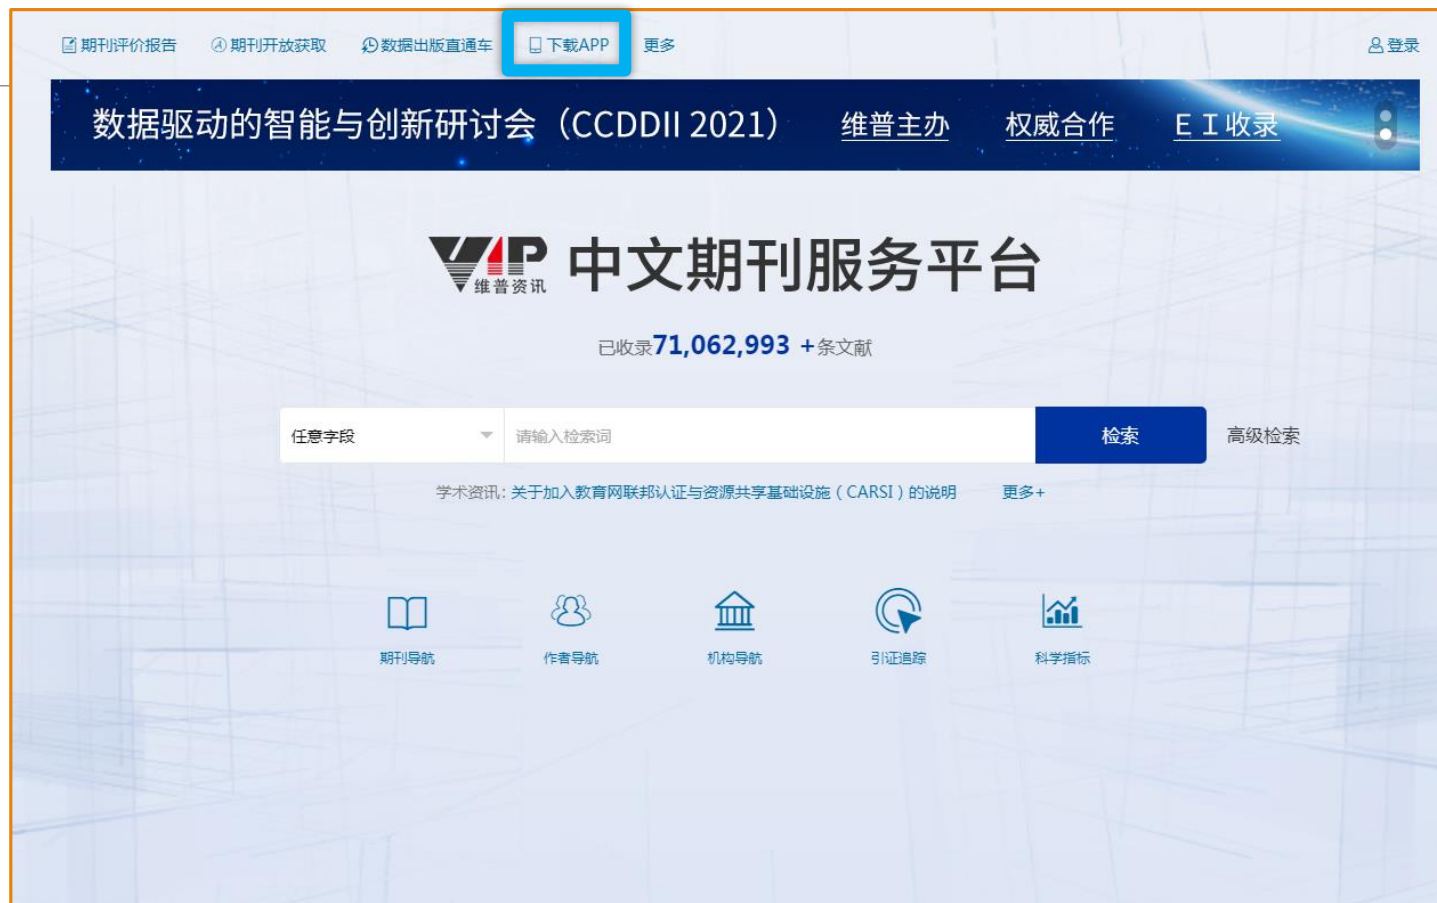 期刊评价报告 期刊开放获取 数据出版直通车 下载APP 更多 登录
数据驱动的智能与创新研讨会（CCDDII 2021） 维普主办 权威合作 EI收录
VIP 维普资讯 中文期刊服务平台
已收录71,062,993 +条文献
任意字段 请输入检索词 检索 高级检索
学术资讯: 关于加入教育网联邦认证与资源共享基础设施（CARSI）的说明 更多+
期刊导航 作者导航 机构导航 引证追踪 科学指标